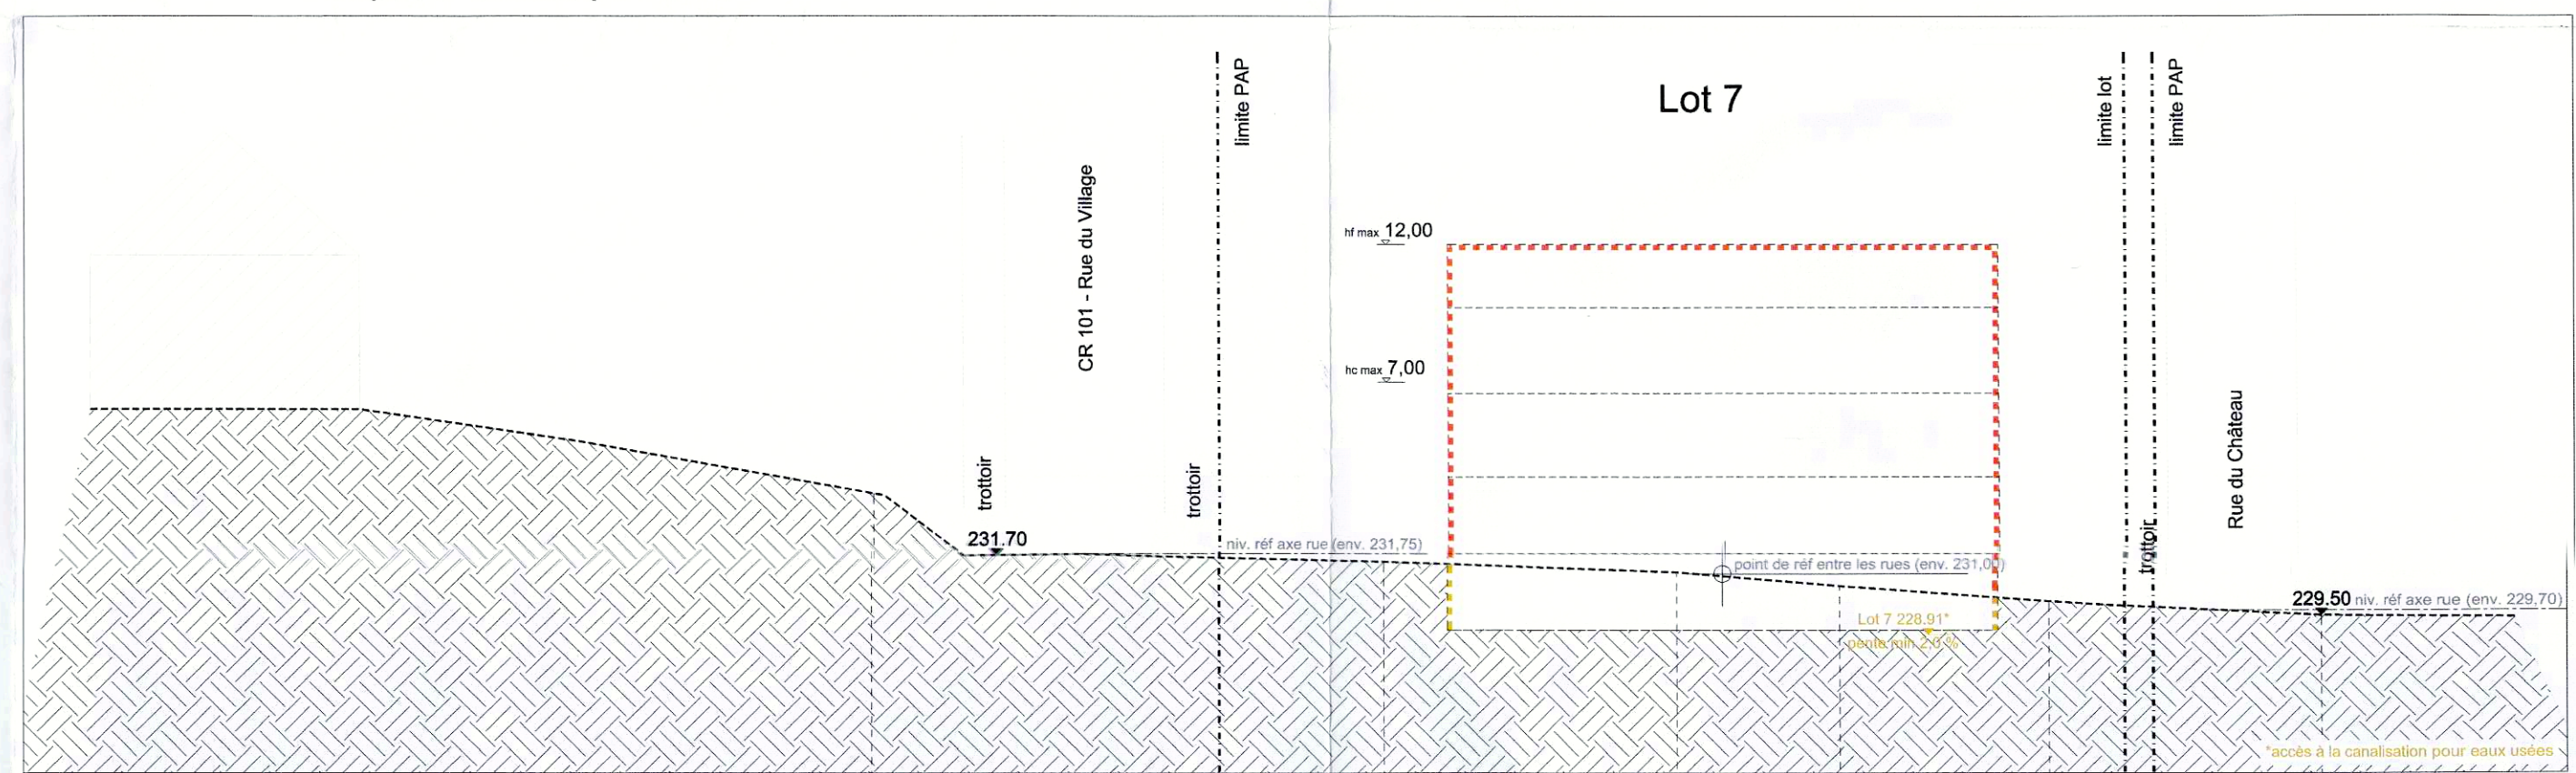 Lot 7
limite PAP
limite lot
limite PAP
CR 101 - Rue du Village
hf max 12,00
hc max 7,00
Rue du Château
trottoir
trottoir
trottoir
231.70
niv. réf axe rue (env. 231,75)
point de réf entre les rues (env. 231,00)
229.50 niv. réf axe rue (env. 229,70)
Lot 7 228.91*
pente min 2,0 %
*accès à la canalisation pour eaux usées